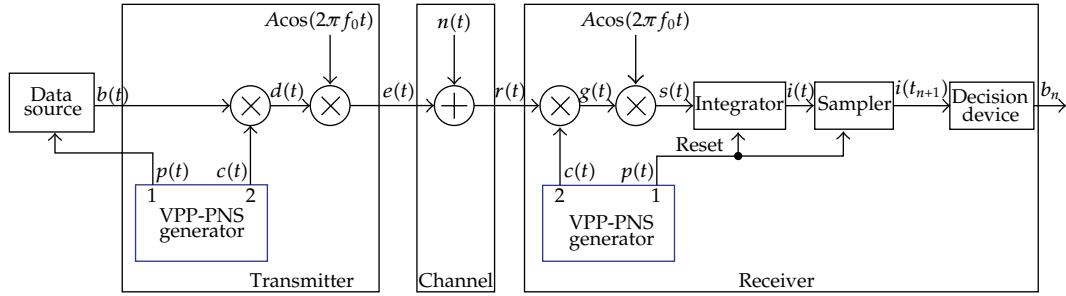 Acos(2πf₀t)
n(t)
Acos(2πf₀t)
Data
source
b(t)
d(t)
e(t)
r(t)
g(t)
s(t)
Integrator
i(t)
Sampler
i(tₙ₊₁)
Decision
device
bₙ
Reset
p(t)
c(t)
c(t)
p(t)
1
2
2
1
VPP-PNS
generator
VPP-PNS
generator
Transmitter
Channel
Receiver